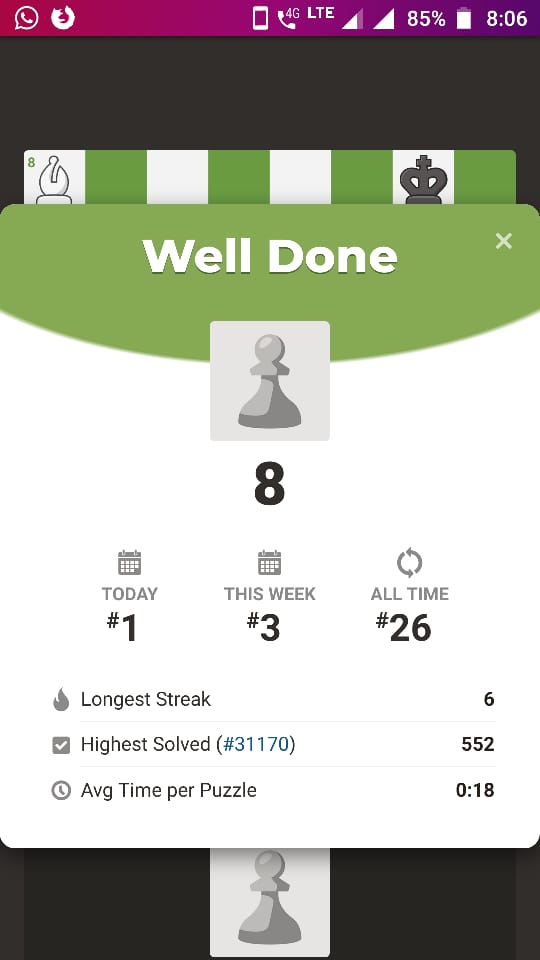 4G LTE 85% 8:06
8
Well Done
×
8
TODAY THIS WEEK ALL TIME
#1 #3 #26
Longest Streak 6
Highest Solved (#31170) 552
Avg Time per Puzzle 0:18